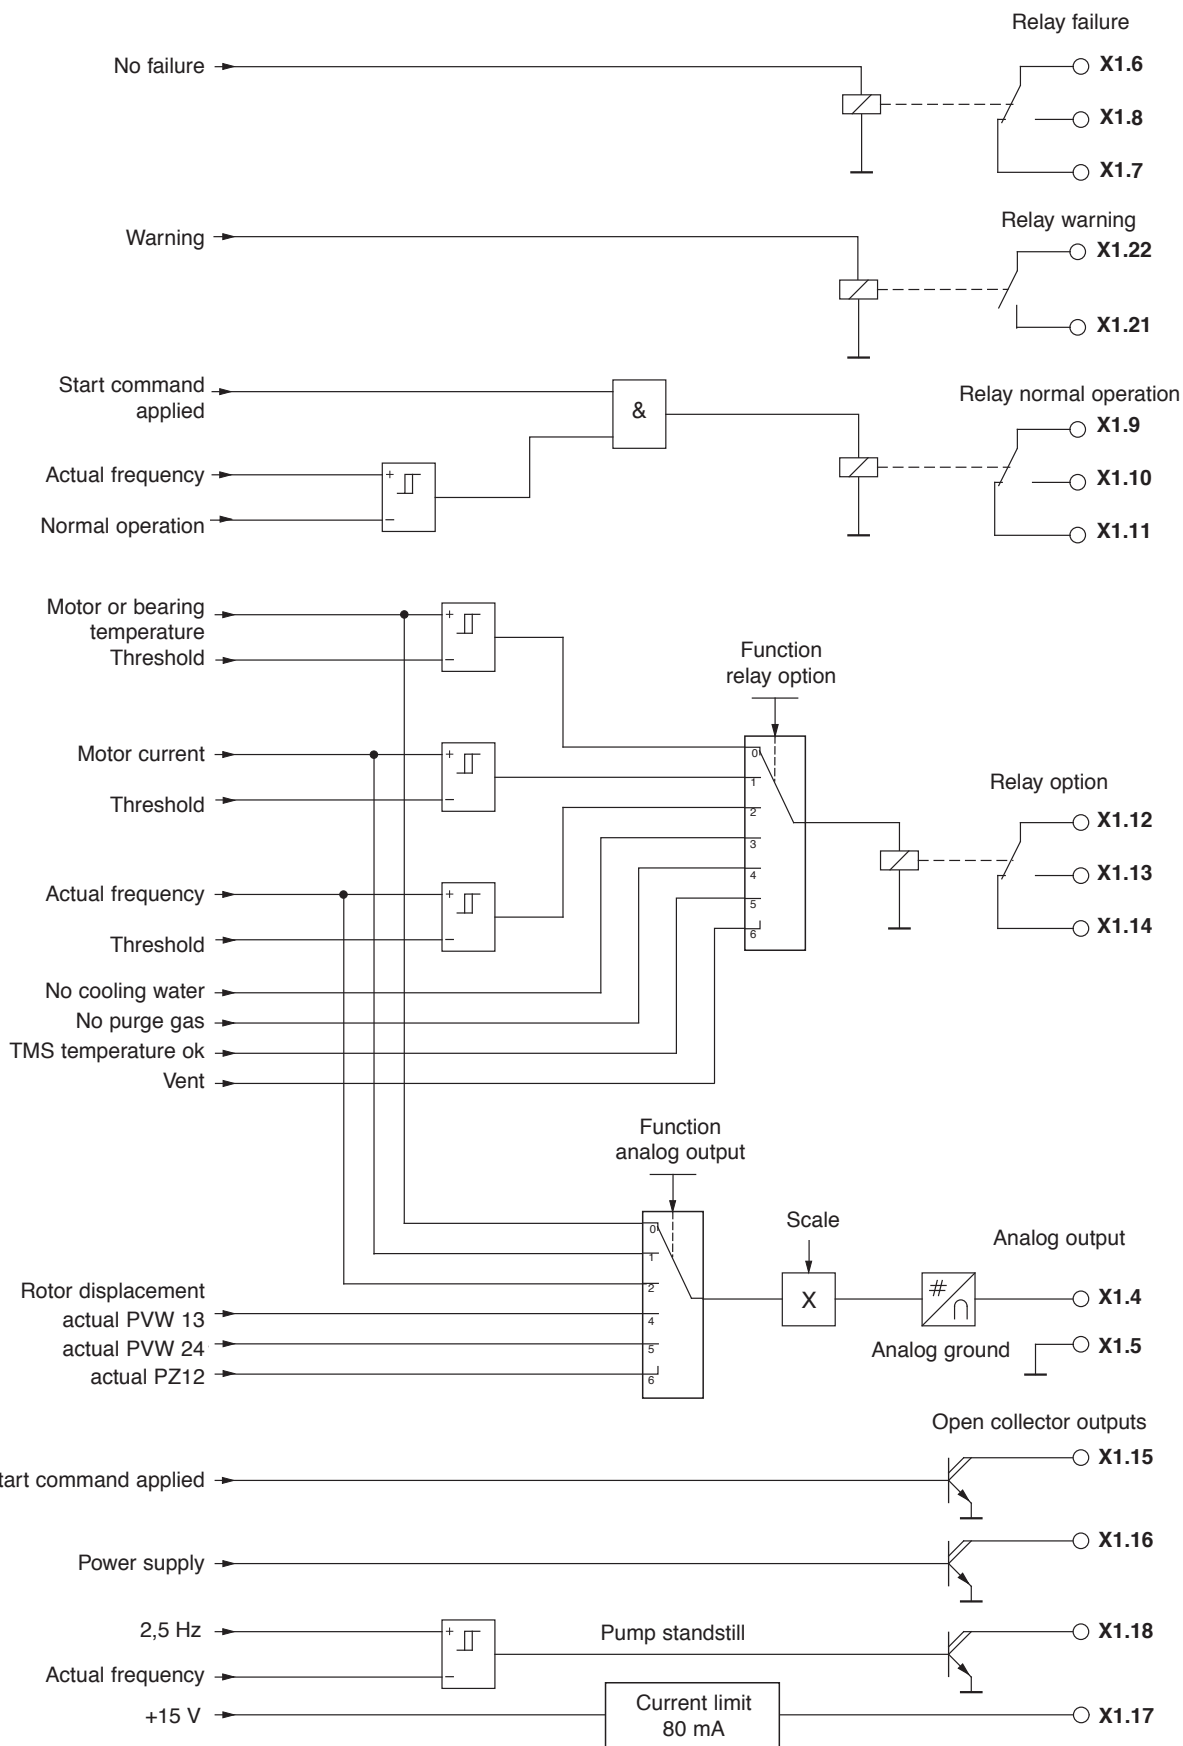 Relay failure
No failure
X1.6
X1.8
X1.7
Relay warning
Warning
X1.22
X1.21
Start command
applied
&
Relay normal operation
X1.9
Actual frequency
+
X1.10
Normal operation
–
X1.11
Motor or bearing
temperature
+
Threshold
–
Function
relay option
Motor current
+
0
1
Relay option
Threshold
–
2
X1.12
3
4
X1.13
Actual frequency
+
5
X1.14
Threshold
–
6
No cooling water
No purge gas
TMS temperature ok
Vent
Function
analog output
Scale
0
Analog output
1
Rotor displacement
2
X
#
∩
X1.4
actual PVW 13
4
actual PVW 24
5
Analog ground
X1.5
actual PZ12
6
Open collector outputs
X1.15
tart command applied
X1.16
Power supply
2,5 Hz
+
Pump standstill
X1.18
Actual frequency
–
+15 V
Current limit
80 mA
X1.17